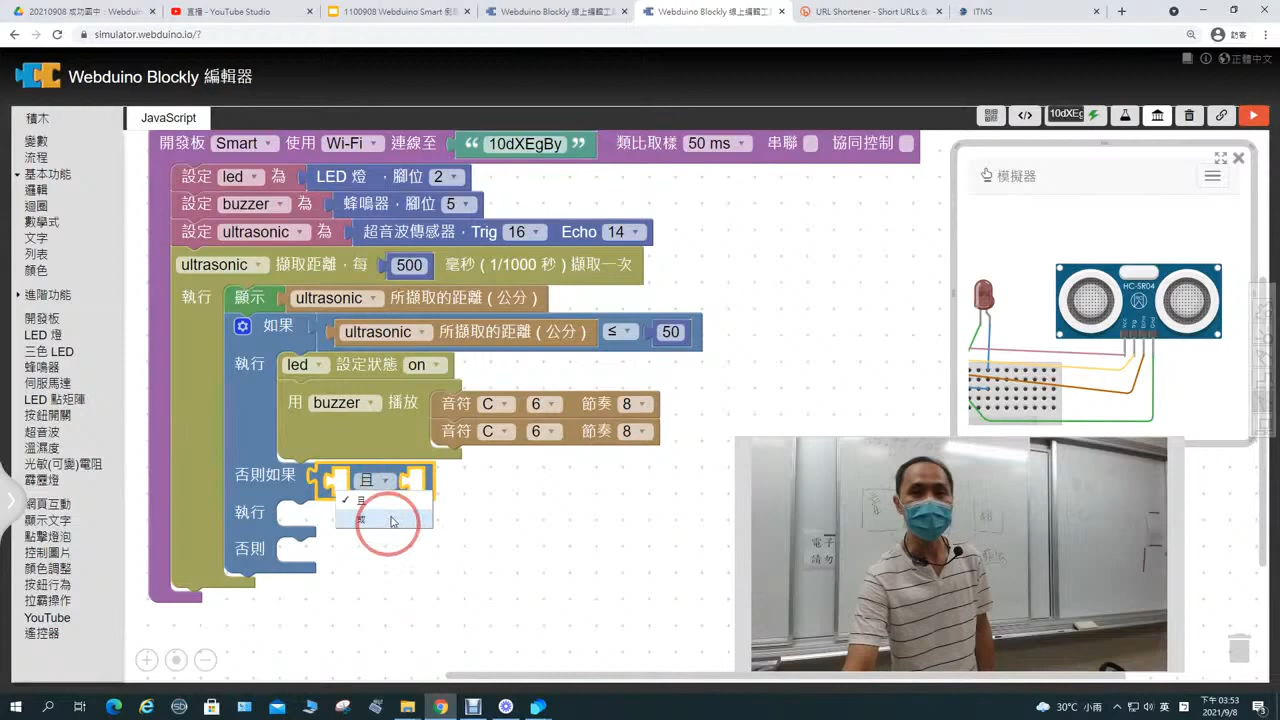 20210908 成功國中 : Webduin
直播 - YouTube Studio
1100908 Webduino Smart 例
Webduino Blockly 線上編輯工
Webduino Blockly 線上編輯工
URL Shortener - Short URLs &
ITMS
simulator.webduino.io/?
訪客
Webduino Blockly 編輯器
正體中文
積木
JavaScript
10dXEg
變數
流程
基本功能
邏輯
迴圈
數學式
文字
列表
顏色
進階功能
開發板
LED 燈
三色 LED
蜂鳴器
伺服馬達
LED 點矩陣
按鈕開關
超音波
溫濕度
光敏(可變)電阻
霹靂燈
網頁互動
顯示文字
點擊燈泡
控制圖片
顏色調整
按鈕行為
拉霸操作
YouTube
遙控器
開發板 Smart 使用 Wi-Fi 連線至 “ 10dXEgBy ” 類比取樣 50 ms 串聯 協同控制
設定 led 為 LED 燈 , 腳位 2
設定 buzzer 為 蜂鳴器 , 腳位 5
設定 ultrasonic 為 超音波傳感器 , Trig 16 Echo 14
ultrasonic 擷取距離 , 每 500 毫秒 ( 1/1000 秒 ) 擷取一次
執行 顯示 ultrasonic 所擷取的距離 ( 公分 )
如果 ultrasonic 所擷取的距離 ( 公分 ) ≤ 50
執行 led 設定狀態 on
用 buzzer 播放 音符 C 6 節奏 8
音符 C 6 節奏 8
否則如果 且
✓ 且
或
執行
否則
模擬器
HC-SR04
Vcc Trig Echo Gnd
電子
請勿
30°C 小雨
英
下午 03:53
2021/9/8